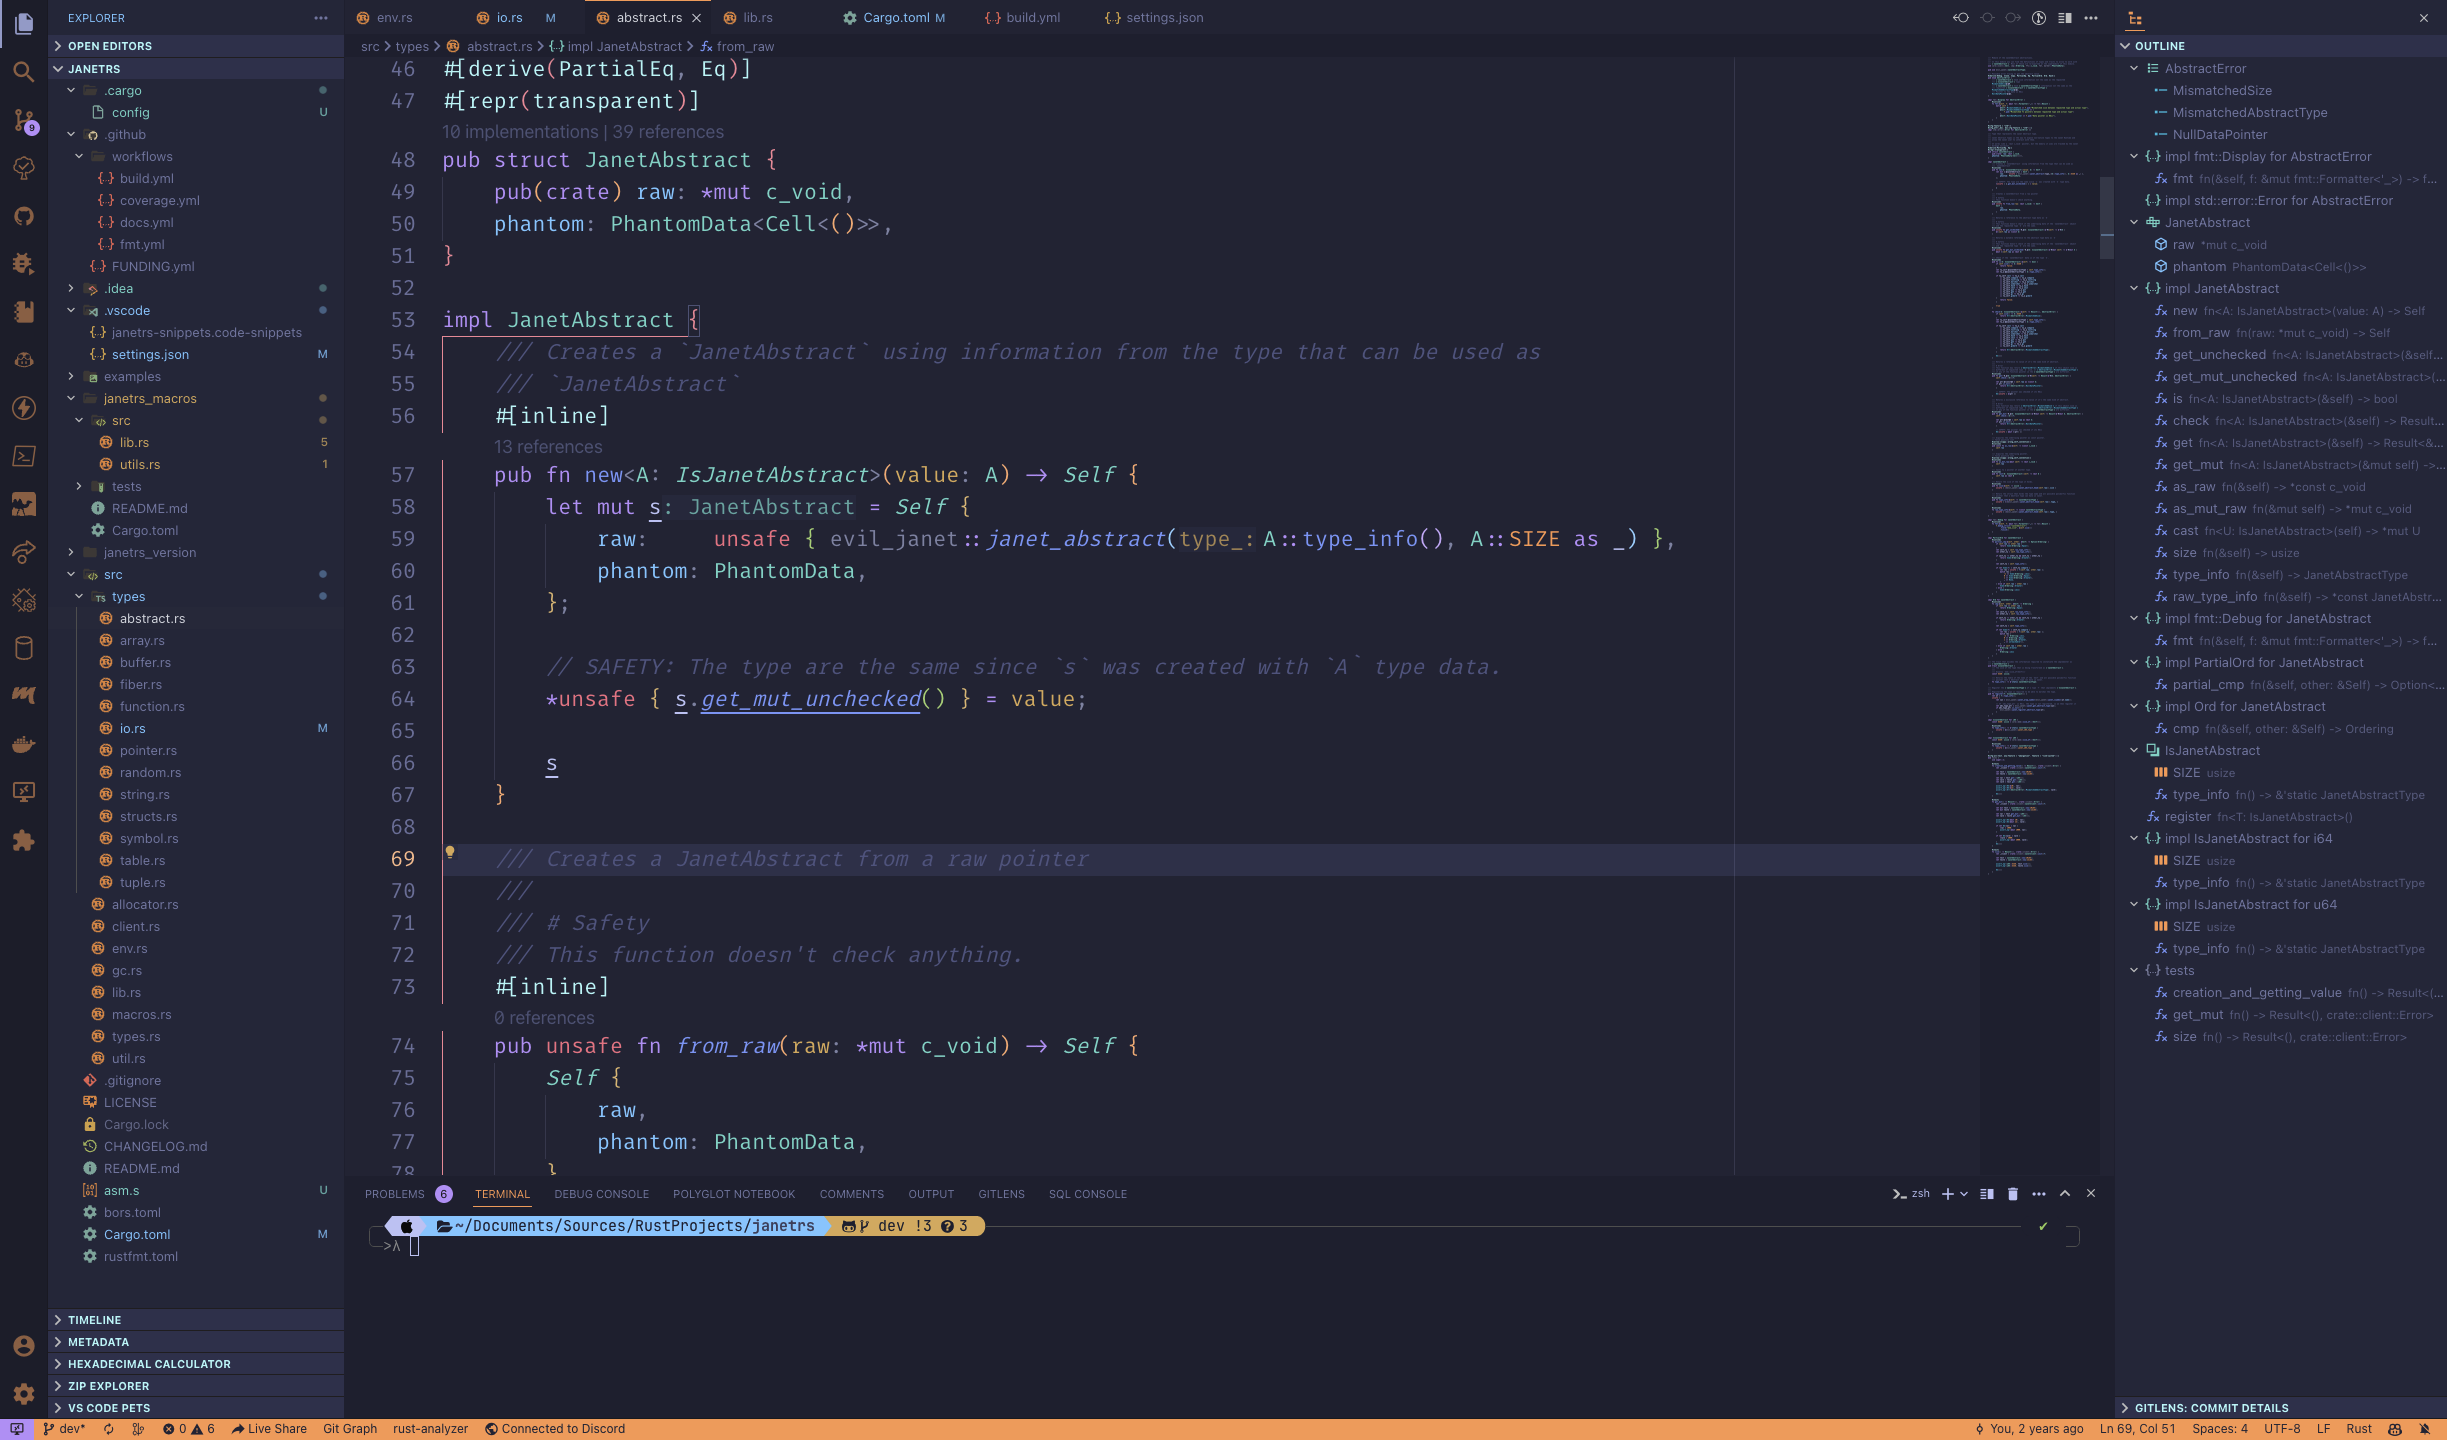 EXPLORER
OPEN EDITORS
JANETRS
.cargo
config U
.github
workflows
build.yml
coverage.yml
docs.yml
fmt.yml
FUNDING.yml
.idea
.vscode
janetrs-snippets.code-snippets
settings.json M
examples
janetrs_macros
src
lib.rs 5
utils.rs 1
tests
README.md
Cargo.toml
janetrs_version
src
types
abstract.rs
array.rs
buffer.rs
fiber.rs
function.rs
io.rs M
pointer.rs
random.rs
string.rs
structs.rs
symbol.rs
table.rs
tuple.rs
allocator.rs
client.rs
env.rs
gc.rs
lib.rs
macros.rs
types.rs
util.rs
.gitignore
LICENSE
Cargo.lock
CHANGELOG.md
README.md
asm.s U
bors.toml
Cargo.toml M
rustfmt.toml
TIMELINE
METADATA
HEXADECIMAL CALCULATOR
ZIP EXPLORER
VS CODE PETS
9
env.rs io.rs M abstract.rs lib.rs Cargo.toml M build.yml settings.json
src > types > abstract.rs > impl JanetAbstract > from_raw
46 #[derive(PartialEq, Eq)]
47 #[repr(transparent)]
10 implementations | 39 references
48 pub struct JanetAbstract {
49 pub(crate) raw: *mut c_void,
50 phantom: PhantomData<Cell<()>>,
51 }
52
53 impl JanetAbstract {
54 /// Creates a `JanetAbstract` using information from the type that can be used as
55 /// `JanetAbstract`
56 #[inline]
13 references
57 pub fn new<A: IsJanetAbstract>(value: A) -> Self {
58 let mut s: JanetAbstract = Self {
59 raw: unsafe { evil_janet::janet_abstract(type_: A::type_info(), A::SIZE as _) },
60 phantom: PhantomData,
61 };
62
63 // SAFETY: The type are the same since `s` was created with `A` type data.
64 *unsafe { s.get_mut_unchecked() } = value;
65
66 s
67 }
68
69 /// Creates a JanetAbstract from a raw pointer
70 ///
71 /// # Safety
72 /// This function doesn't check anything.
73 #[inline]
0 references
74 pub unsafe fn from_raw(raw: *mut c_void) -> Self {
75 Self {
76 raw,
77 phantom: PhantomData,
78 }
PROBLEMS 6 TERMINAL DEBUG CONSOLE POLYGLOT NOTEBOOK COMMENTS OUTPUT GITLENS SQL CONSOLE zsh
~/Documents/Sources/RustProjects/janetrs dev !3 ?3 ✔
>λ
OUTLINE
AbstractError
MismatchedSize
MismatchedAbstractType
NullDataPointer
impl fmt::Display for AbstractError
fmt fn(&self, f: &mut fmt::Formatter<'_>) -> f...
impl std::error::Error for AbstractError
JanetAbstract
raw *mut c_void
phantom PhantomData<Cell<()>>
impl JanetAbstract
new fn<A: IsJanetAbstract>(value: A) -> Self
from_raw fn(raw: *mut c_void) -> Self
get_unchecked fn<A: IsJanetAbstract>(&self...
get_mut_unchecked fn<A: IsJanetAbstract>(...
is fn<A: IsJanetAbstract>(&self) -> bool
check fn<A: IsJanetAbstract>(&self) -> Result...
get fn<A: IsJanetAbstract>(&self) -> Result<&...
get_mut fn<A: IsJanetAbstract>(&mut self) ->...
as_raw fn(&self) -> *const c_void
as_mut_raw fn(&mut self) -> *mut c_void
cast fn<U: IsJanetAbstract>(self) -> *mut U
size fn(&self) -> usize
type_info fn(&self) -> JanetAbstractType
raw_type_info fn(&self) -> *const JanetAbstr...
impl fmt::Debug for JanetAbstract
fmt fn(&self, f: &mut fmt::Formatter<'_>) -> f...
impl PartialOrd for JanetAbstract
partial_cmp fn(&self, other: &Self) -> Option<...
impl Ord for JanetAbstract
cmp fn(&self, other: &Self) -> Ordering
IsJanetAbstract
SIZE usize
type_info fn() -> &'static JanetAbstractType
register fn<T: IsJanetAbstract>()
impl IsJanetAbstract for i64
SIZE usize
type_info fn() -> &'static JanetAbstractType
impl IsJanetAbstract for u64
SIZE usize
type_info fn() -> &'static JanetAbstractType
tests
creation_and_getting_value fn() -> Result<(...
get_mut fn() -> Result<(), crate::client::Error>
size fn() -> Result<(), crate::client::Error>
GITLENS: COMMIT DETAILS
dev* 0 6 Live Share Git Graph rust-analyzer Connected to Discord You, 2 years ago Ln 69, Col 51 Spaces: 4 UTF-8 LF Rust